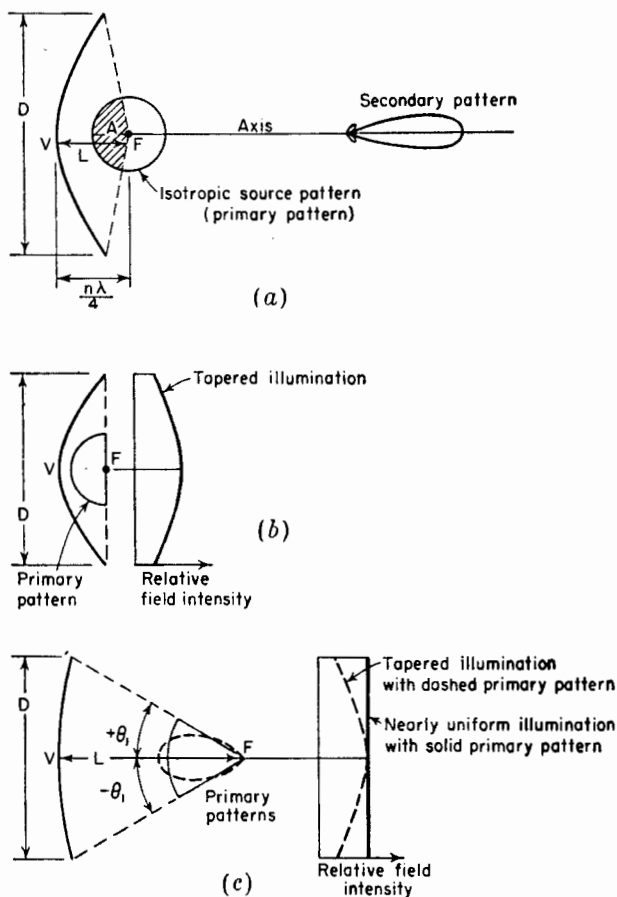 D
Secondary pattern
A
Axis
V
F
L
Isotropic source pattern
(primary pattern)
nλ
4
(a)
Tapered illumination
V
F
D
(b)
Primary
pattern
Relative
field intensity
D
Tapered illumination
with dashed primary pattern
+θ₁
F
Nearly uniform illumination
with solid primary pattern
V
L
-θ₁
Primary
patterns
(c)
Relative field
intensity